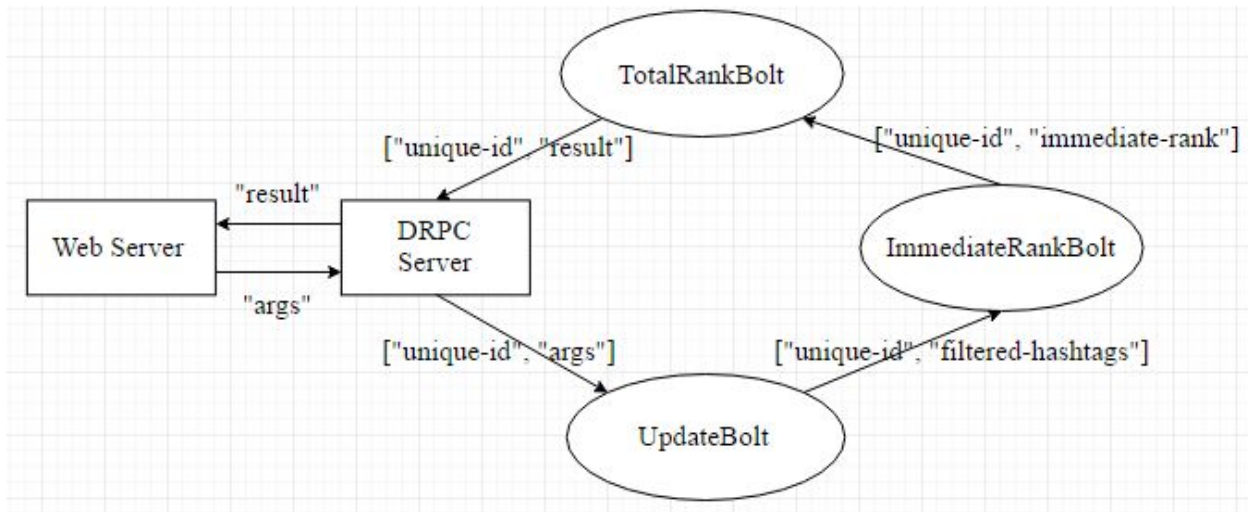 TotalRankBolt
["unique-id", "result"]
["unique-id", "immediate-rank"]
"result"
Web Server
DRPC
Server
ImmediateRankBolt
"args"
["unique-id", "args"]
["unique-id", "filtered-hashtags"]
UpdateBolt